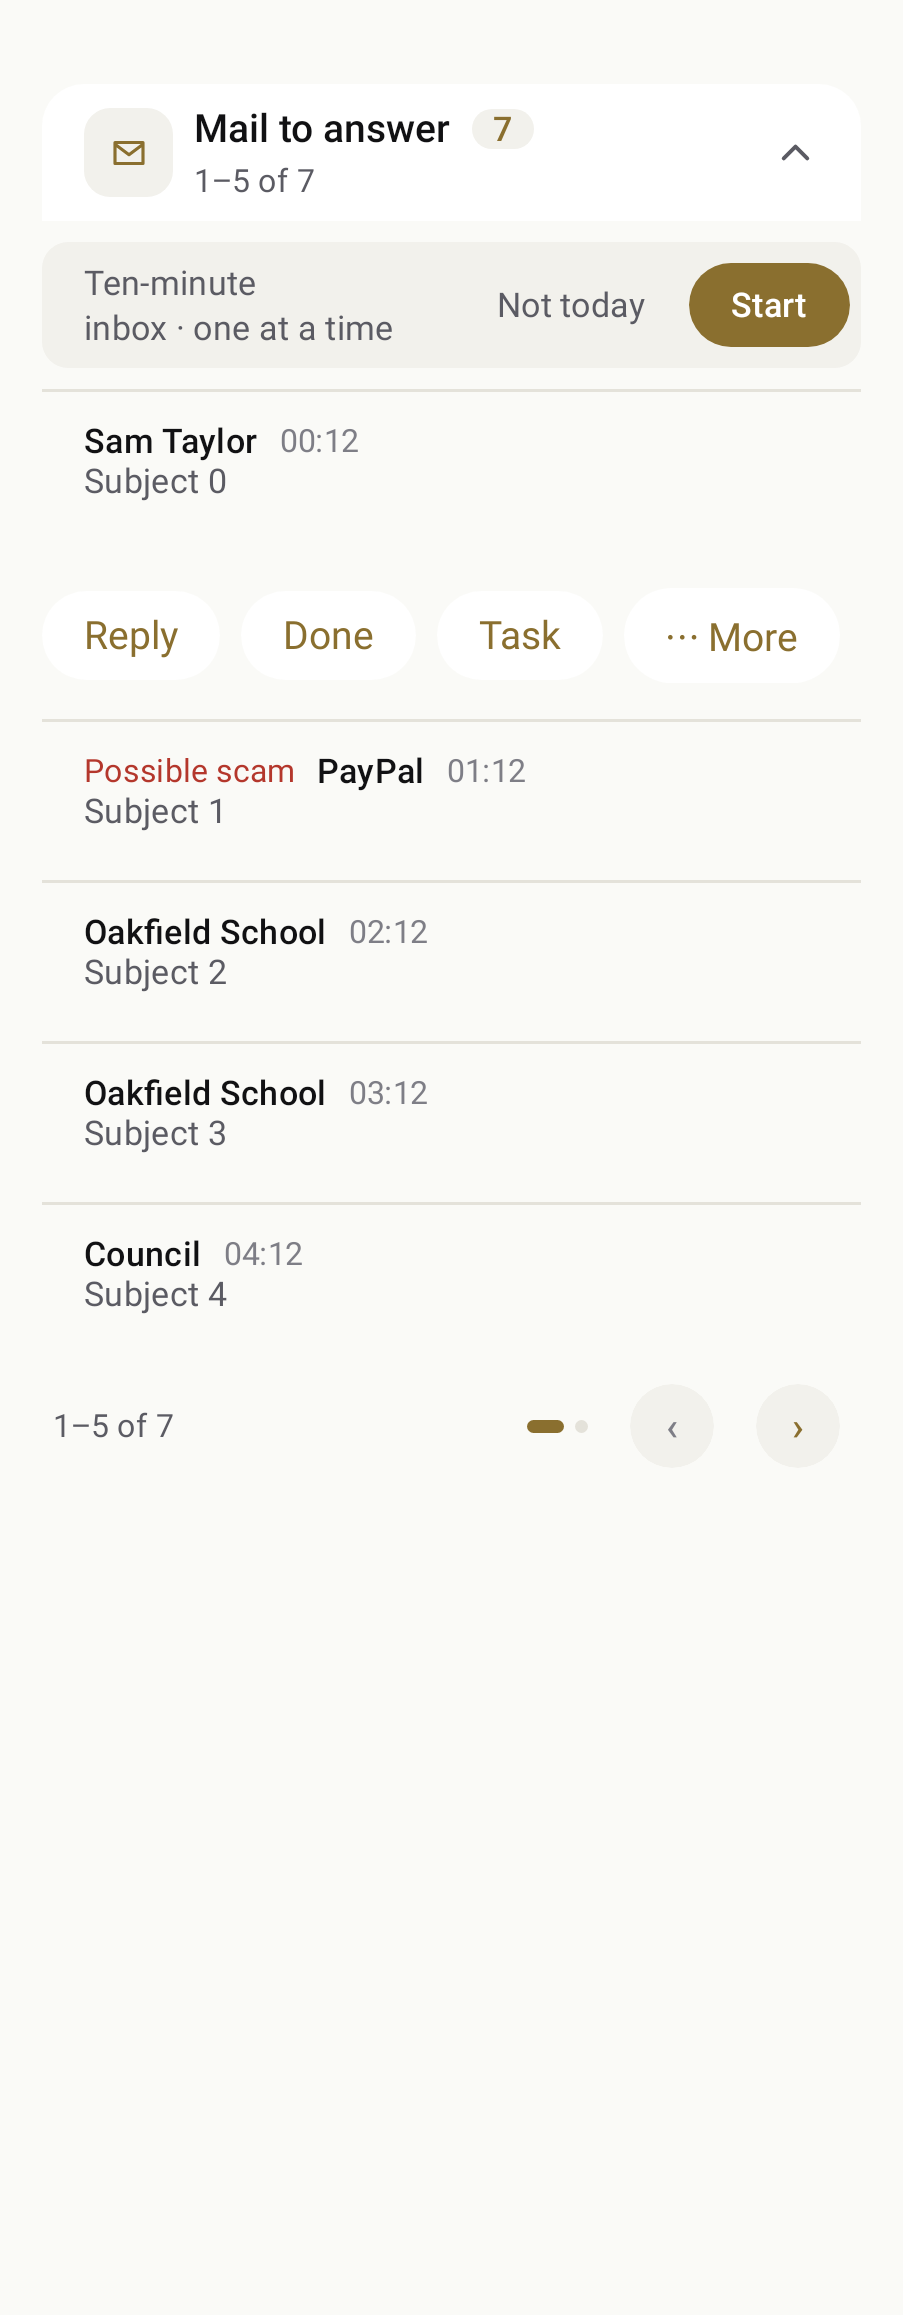 Mail to answer 7
1–5 of 7
Ten-minute
inbox · one at a time
Not today
Start
Sam Taylor 00:12
Subject 0
Reply
Done
Task
··· More
Possible scam PayPal 01:12
Subject 1
Oakfield School 02:12
Subject 2
Oakfield School 03:12
Subject 3
Council 04:12
Subject 4
1–5 of 7
‹
›